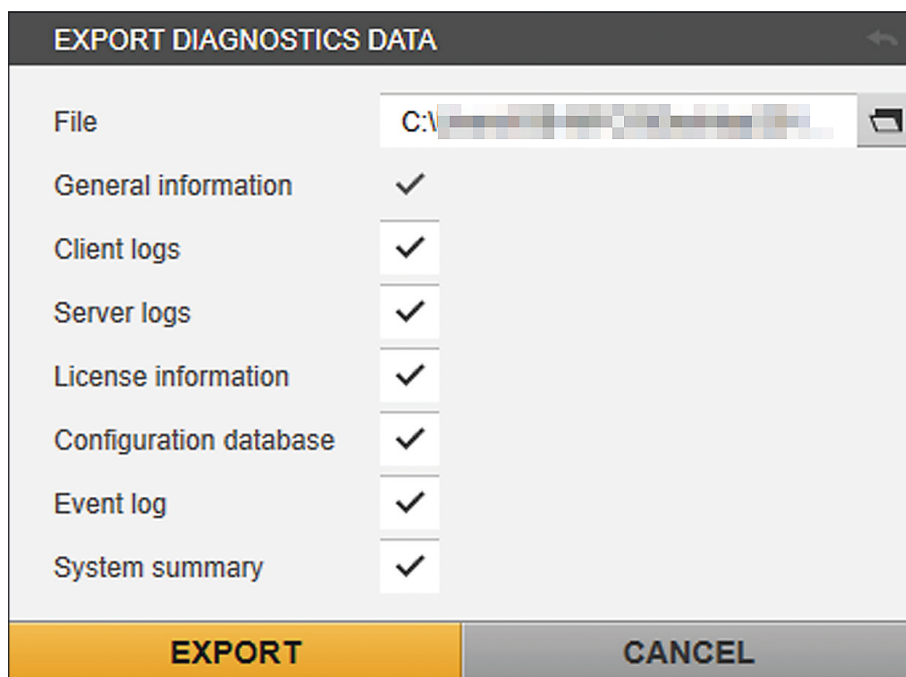 EXPORT DIAGNOSTICS DATA
File C:\
General information
Client logs
Server logs
License information
Configuration database
Event log
System summary
EXPORT CANCEL